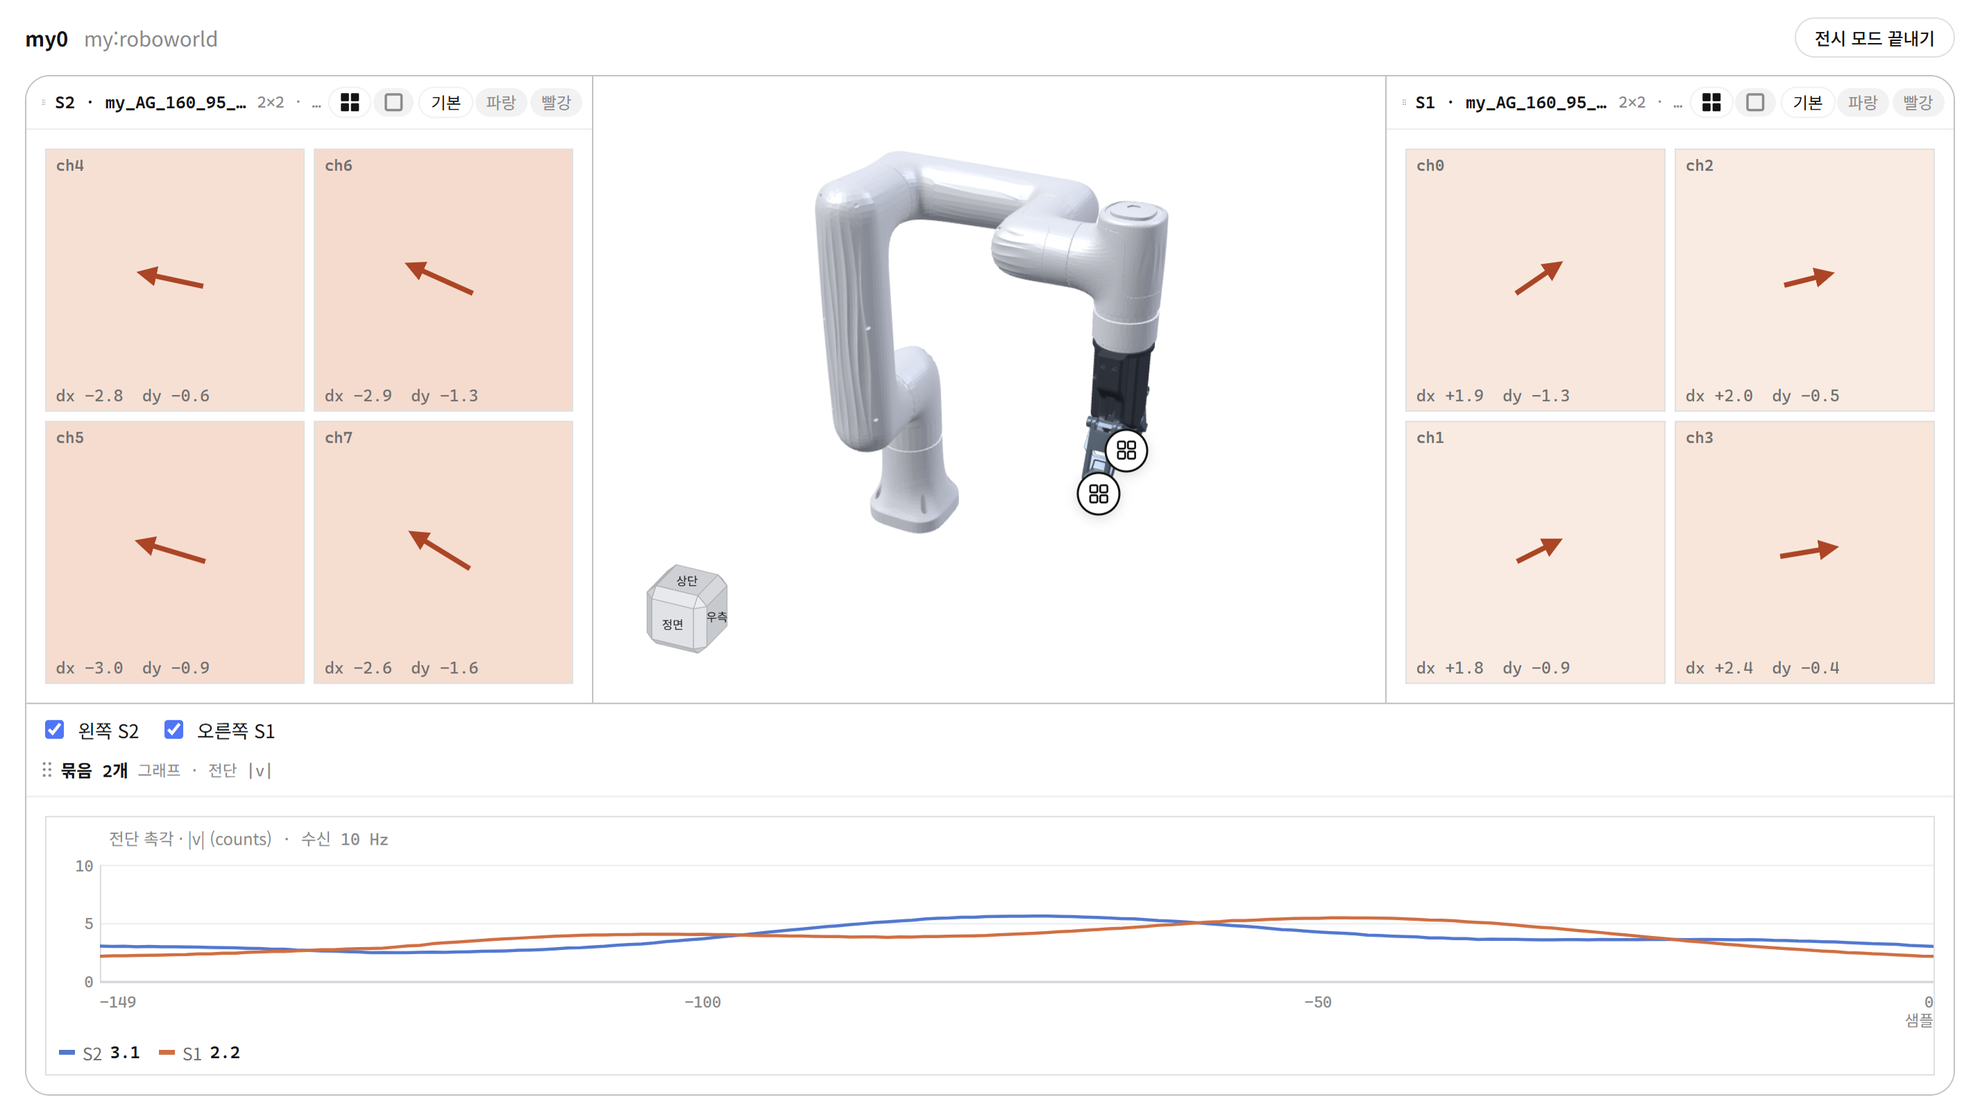 my0 my:roboworld
전시 모드 끝내기
S2 · my_AG_160_95_… 2×2 · …
기본 파랑 빨강
ch4
dx −2.8 dy −0.6
ch6
dx −2.9 dy −1.3
ch5
dx −3.0 dy −0.9
ch7
dx −2.6 dy −1.6
상단
정면
우측
S1 · my_AG_160_95_… 2×2 · …
기본 파랑 빨강
ch0
dx +1.9 dy −1.3
ch2
dx +2.0 dy −0.5
ch1
dx +1.8 dy −0.9
ch3
dx +2.4 dy −0.4
왼쪽 S2 오른쪽 S1
묶음 2개 그래프 · 전단 |v|
전단 촉각 · |v| (counts) · 수신 10 Hz
10
5
0
−149 −100 −50 0
샘플
S2 3.1 S1 2.2